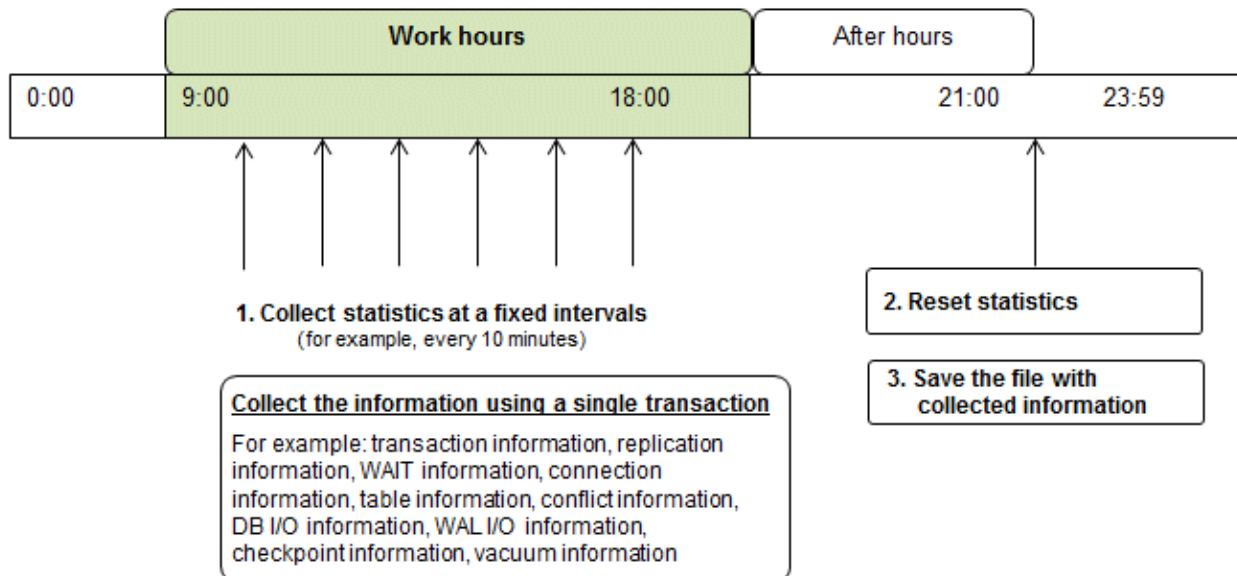 Work hours
After hours
0:00
9:00
18:00
21:00
23:59
1. Collect statistics at a fixed intervals
(for example, every 10 minutes)
Collect the information using a single transaction
For example: transaction information, replication
information, WAIT information, connection
information, table information, conflict information,
DB I/O information, WAL I/O information,
checkpoint information, vacuum information
2. Reset statistics
3. Save the file with
collected information